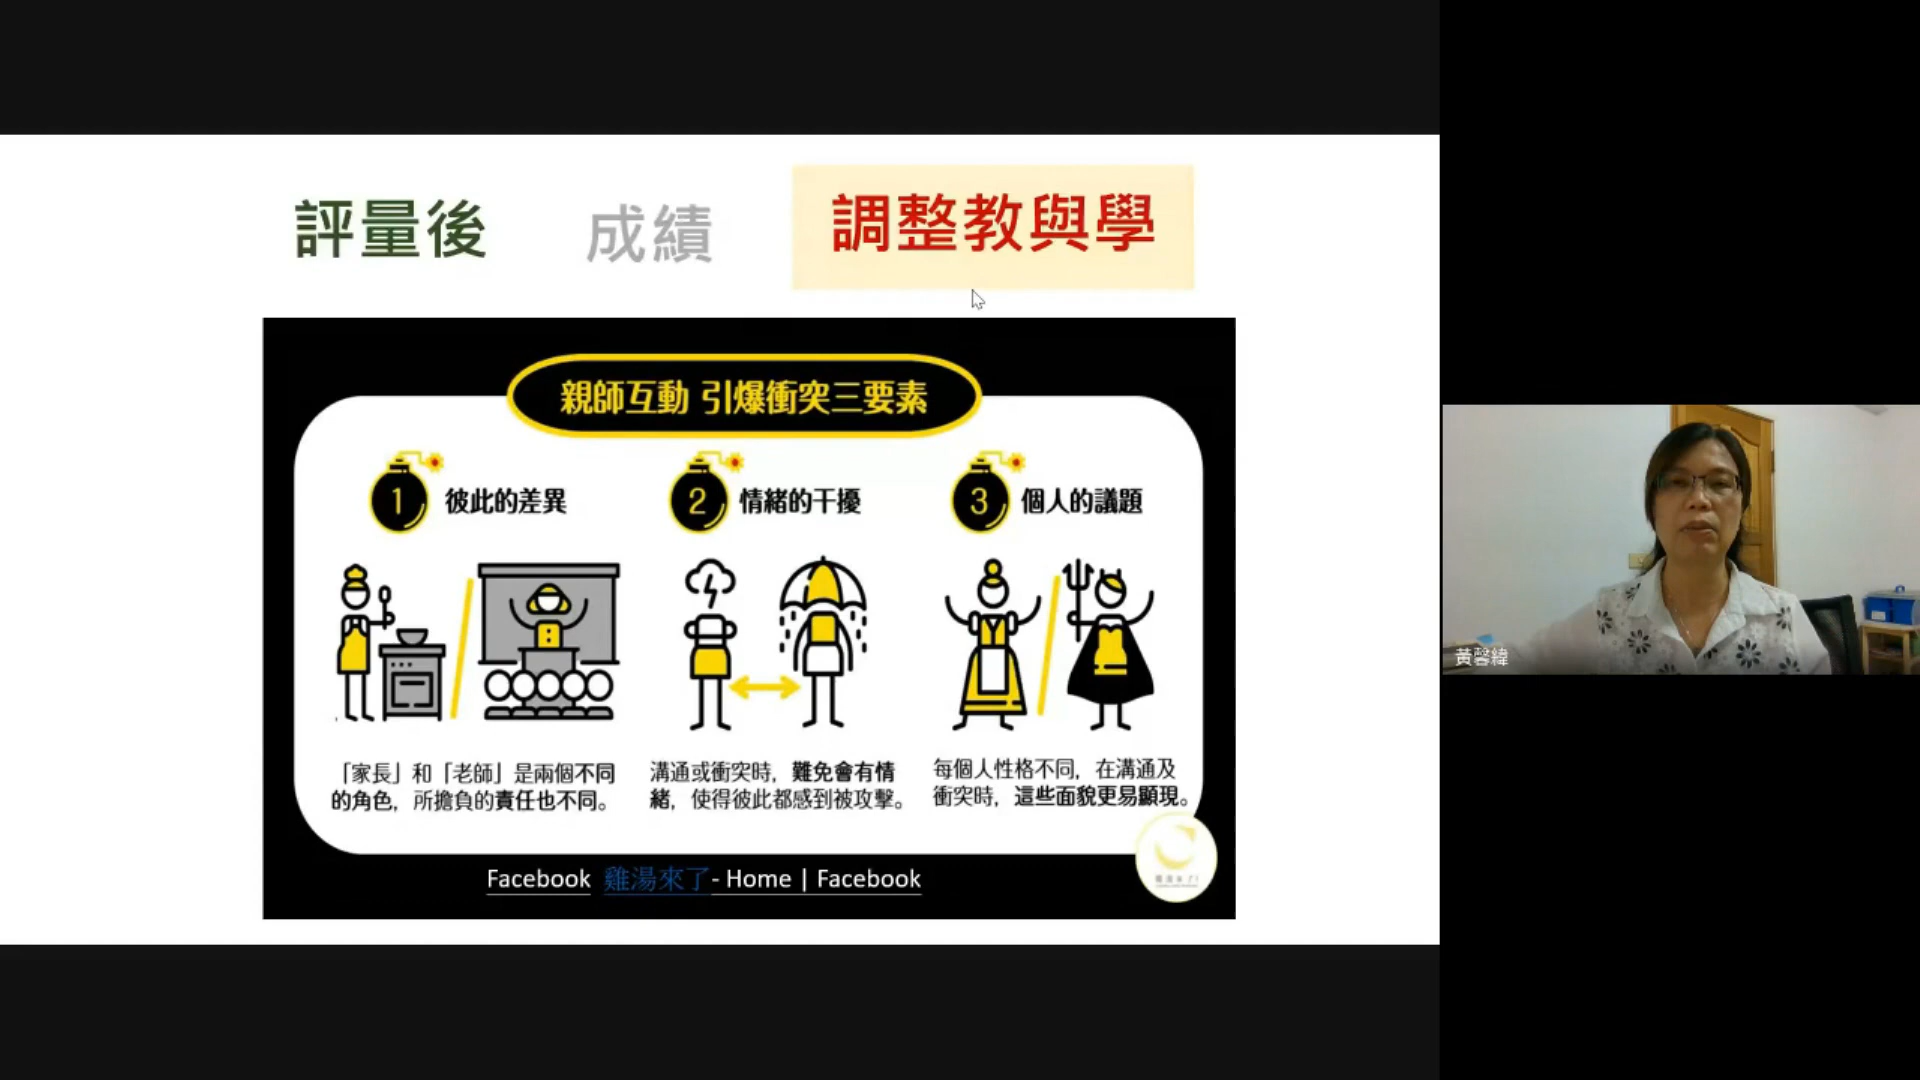 評量後 成績 調整教與學
親師互動 引爆衝突三要素
1 彼此的差異
2 情緒的干擾
3 個人的議題
「家長」和「老師」是兩個不同
的角色，所擔負的責任也不同。
溝通或衝突時，難免會有情
緒，使得彼此都感到被攻擊。
每個人性格不同，在溝通及
衝突時，這些面貌更易顯現。
Facebook 雞湯來了- Home | Facebook
黃馨緯